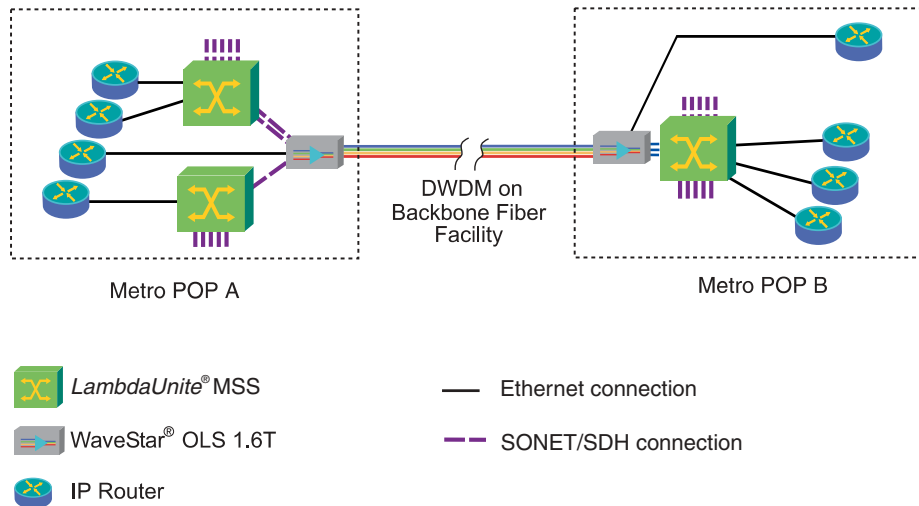 DWDM on
Backbone Fiber
Facility
Metro POP A
Metro POP B
LambdaUnite® MSS
Ethernet connection
WaveStar® OLS 1.6T
SONET/SDH connection
IP Router